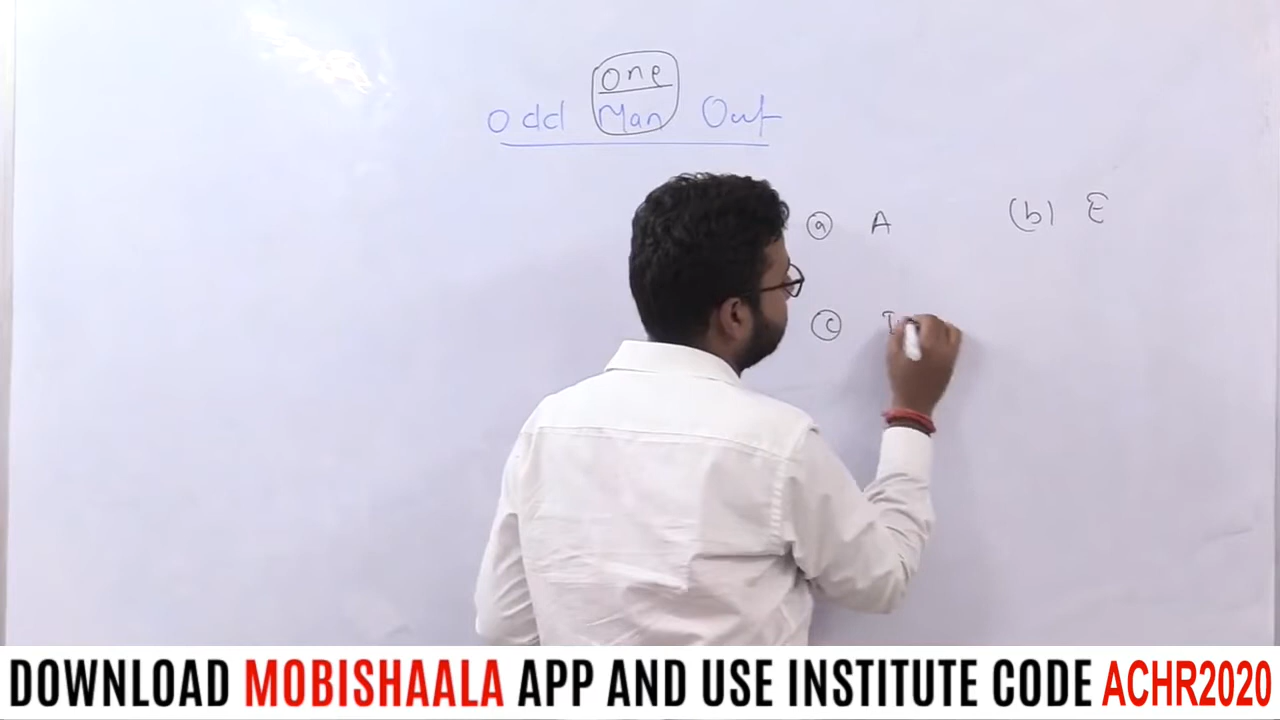 one
Odd Man Out
(a) A (b) E
(c) I
DOWNLOAD MOBISHAALA APP AND USE INSTITUTE CODE ACHR2020